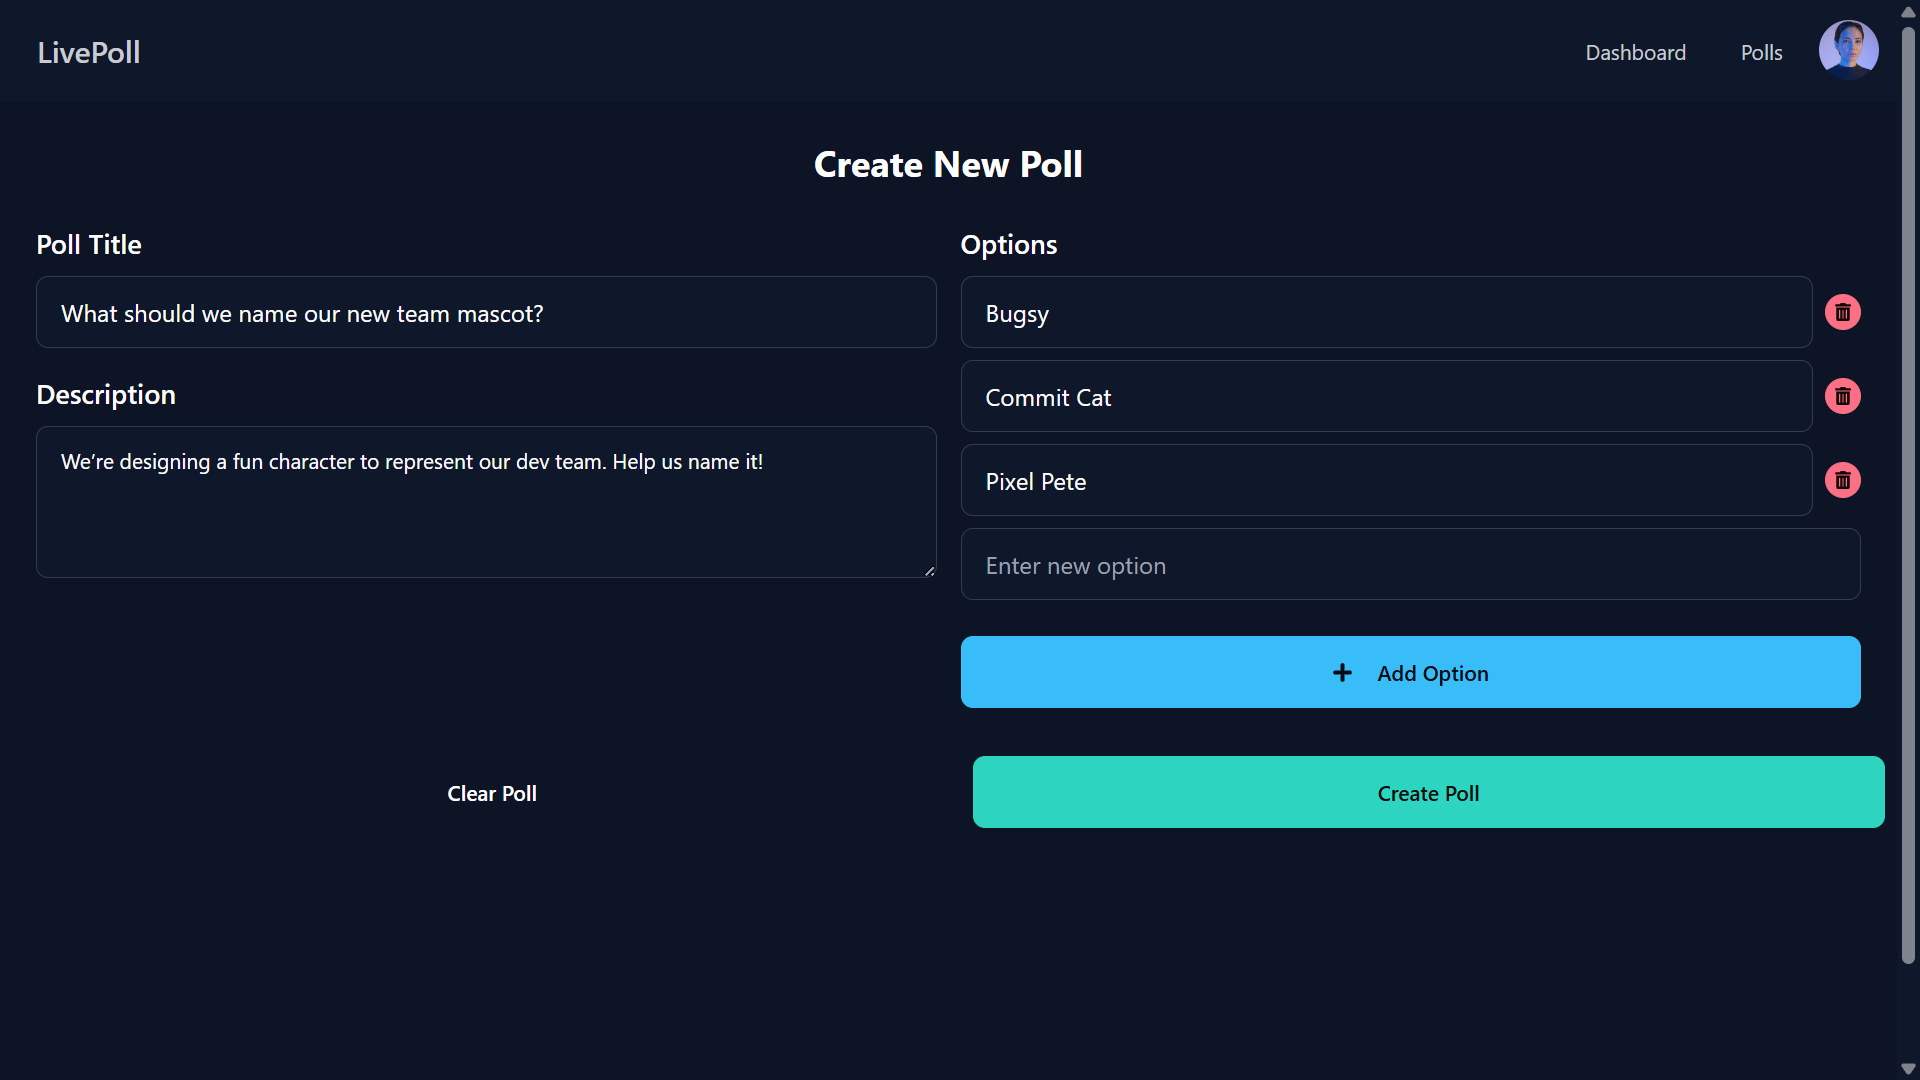 LivePoll
Dashboard
Polls
Create New Poll
Poll Title
What should we name our new team mascot?
Description
We’re designing a fun character to represent our dev team. Help us name it!
Options
Bugsy
Commit Cat
Pixel Pete
Enter new option
Add Option
Clear Poll
Create Poll